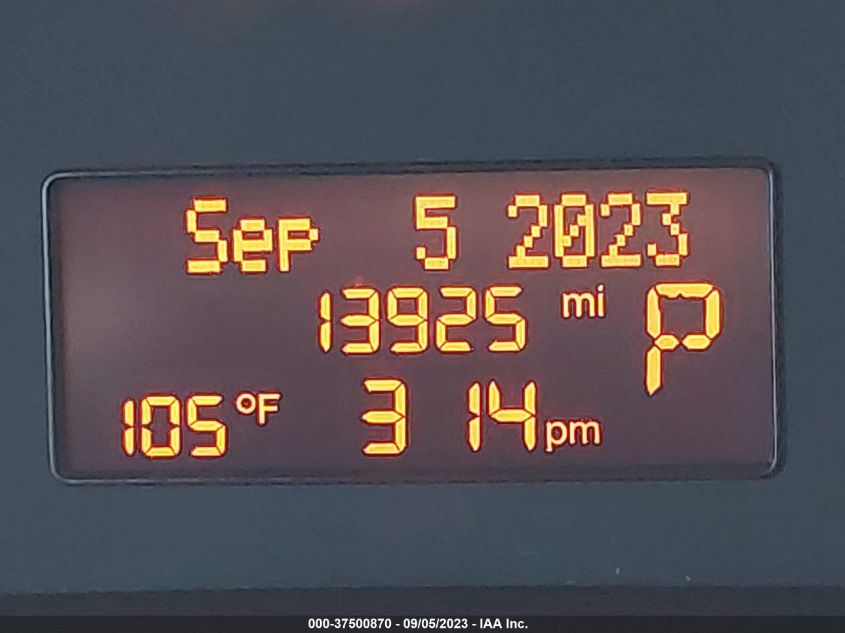 Sep 5 2023
13925 mi P
105 °F 3 14 pm
000-37500870 - 09/05/2023 - IAA Inc.